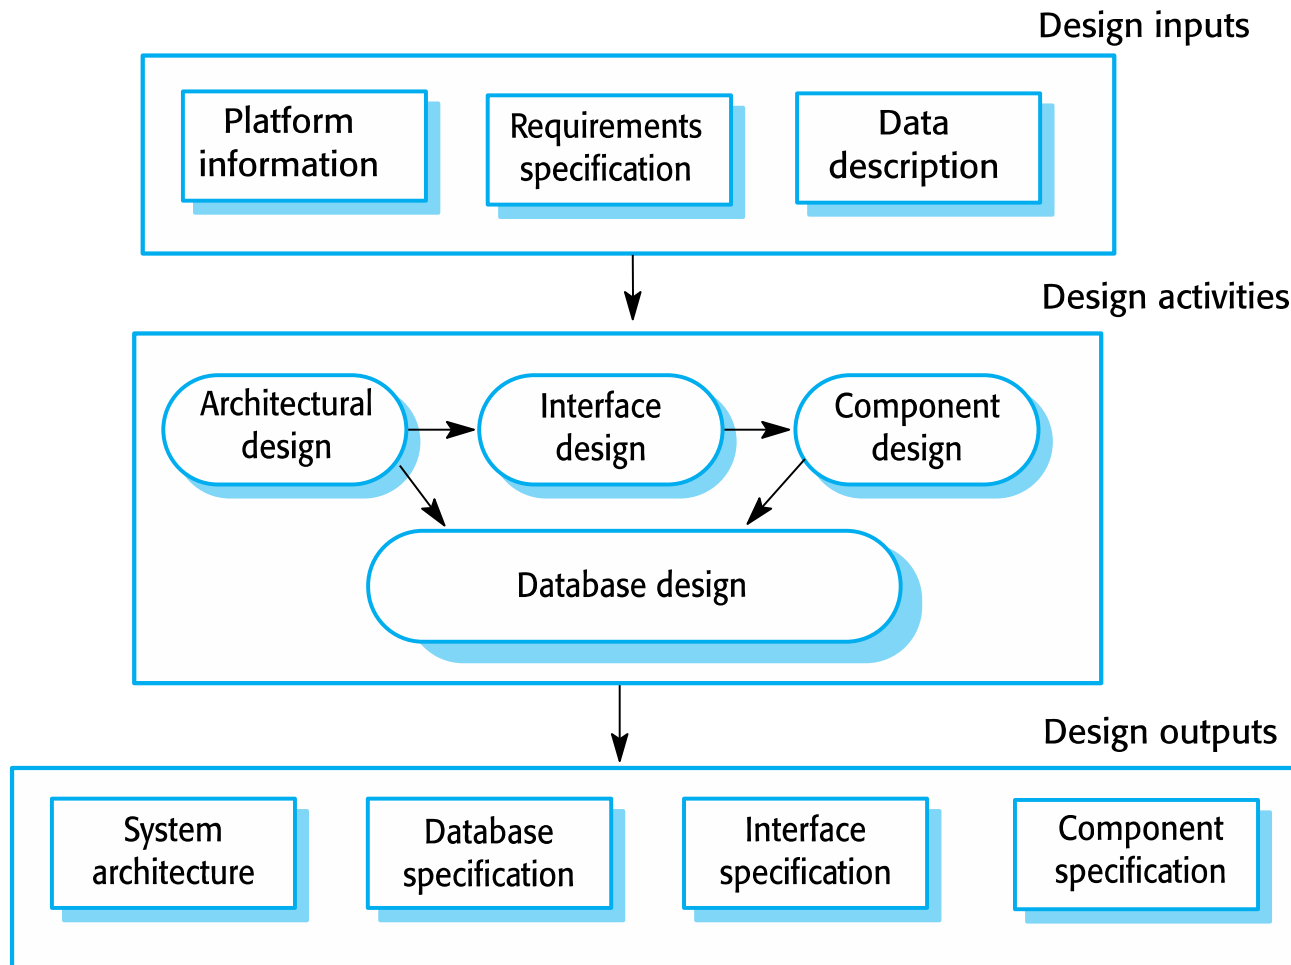 Design inputs
Platform
information
Requirements
specification
Data
description
Design activities
Architectural
design
Interface
design
Component
design
Database design
Design outputs
System
architecture
Database
specification
Interface
specification
Component
specification